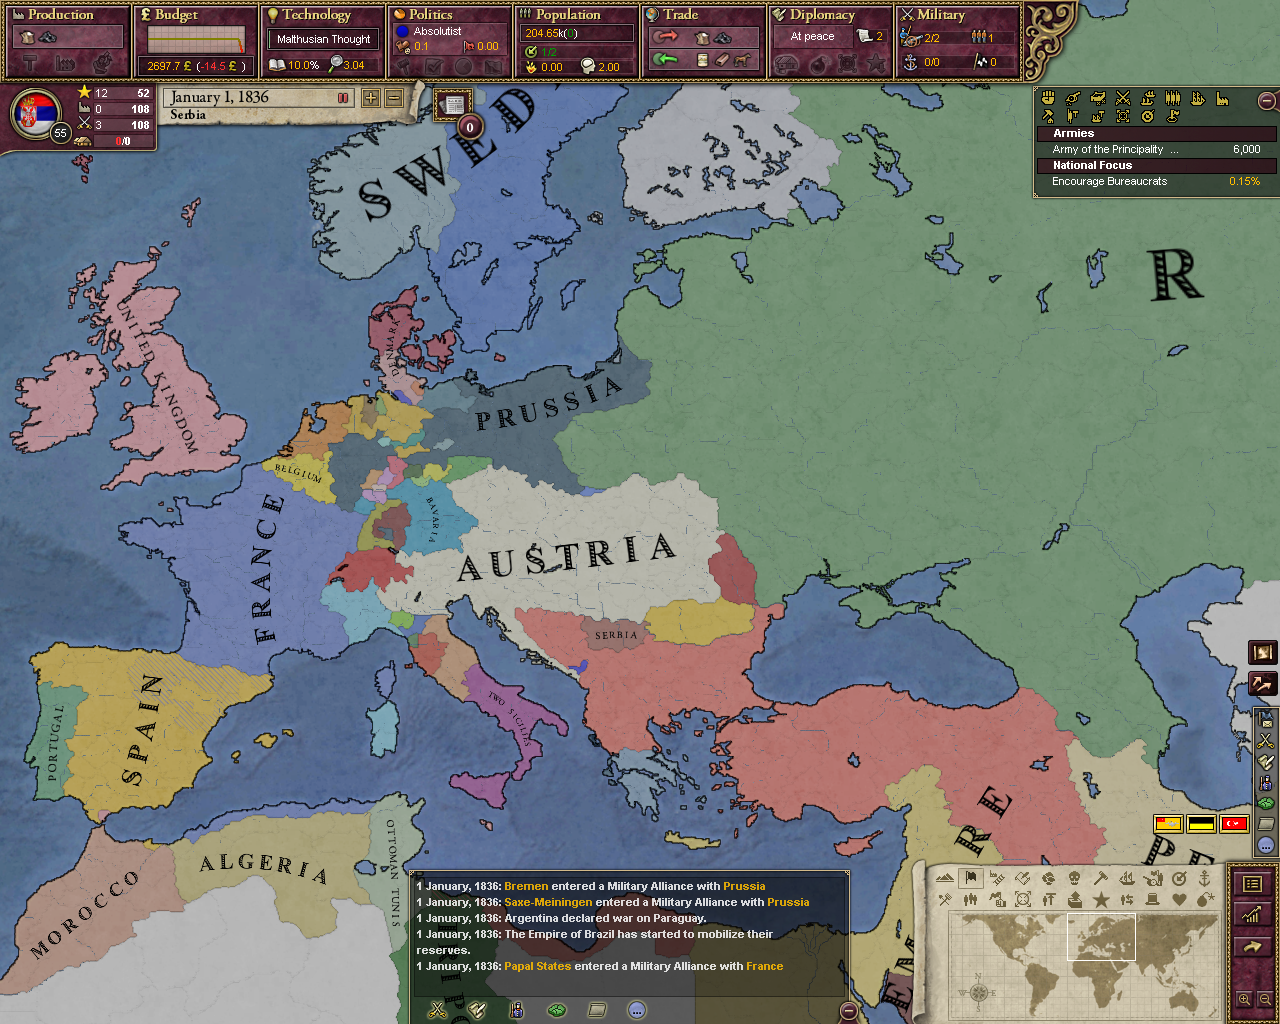 Production
Budget
Technology
Politics
Population
Trade
Diplomacy
Military
2697.7 £ (-14.5 £ )
Malthusian Thought
10.0% 3.04
Absolutist
0.1 0.00
204.65k(0)
1/2
0.00 2.00
At peace
2
2/2 1
0/0 0
12 52
0 108
3 108
0/0
55
January 1, 1836
Serbia
0
Armies
Army of the Principality ... 6,000
National Focus
Encourage Bureaucrats 0.15%
SWED
R
UNITED KINGDOM
DENMARK
PRUSSIA
BELGIUM
BAVARIA
FRANCE
AUSTRIA
SERBIA
SPAIN
PORTUGAL
TWO SICILIES
ALGERIA
OTTOMAN TUNIS
MOROCCO
RE
PE
1 January, 1836: Bremen entered a Military Alliance with Prussia
1 January, 1836: Saxe-Meiningen entered a Military Alliance with Prussia
1 January, 1836: Argentina declared war on Paraguay.
1 January, 1836: The Empire of Brazil has started to mobilize their
reserves.
1 January, 1836: Papal States entered a Military Alliance with France